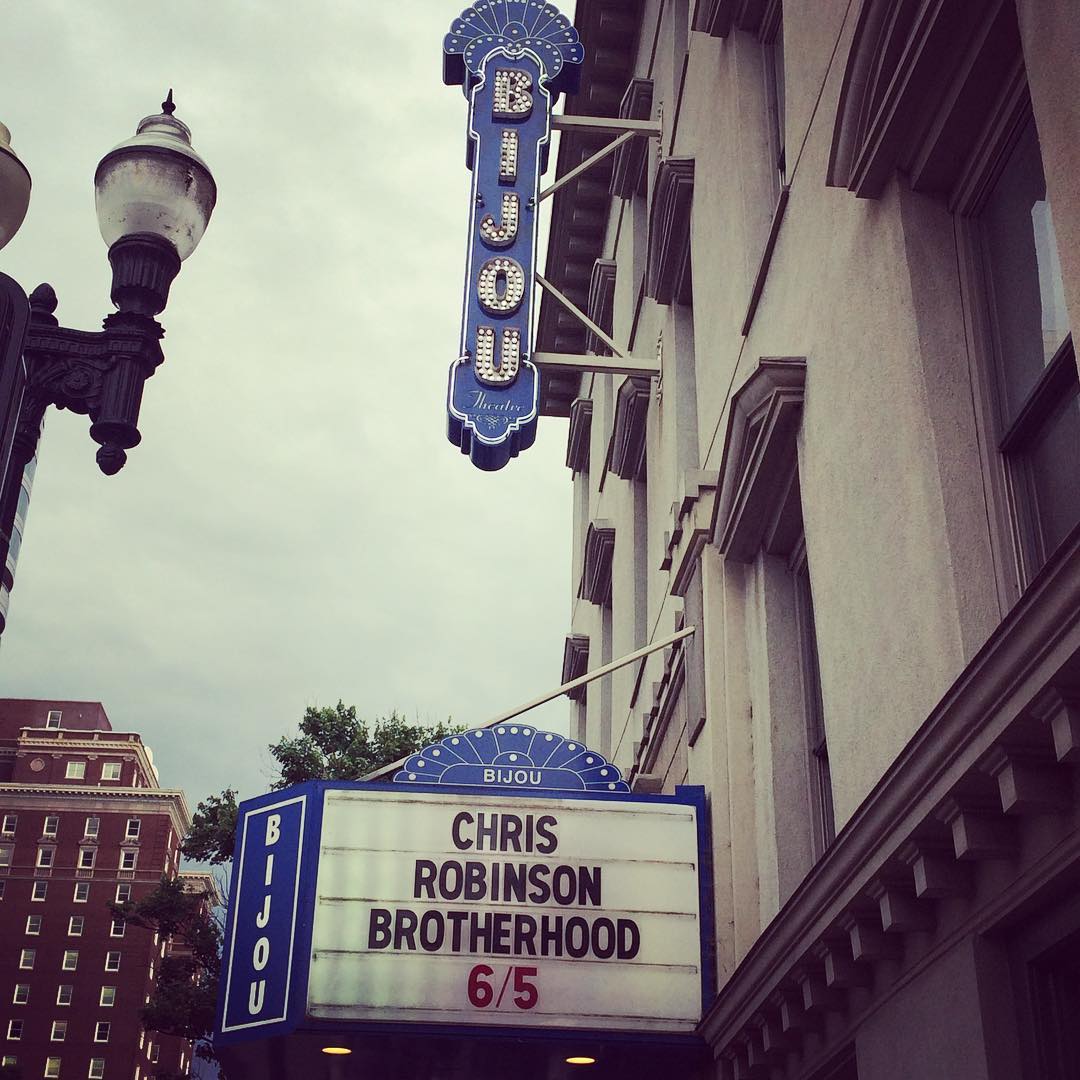 BIJOU
Theatre
BIJOU
BIJOU
CHRIS
ROBINSON
BROTHERHOOD
6/5